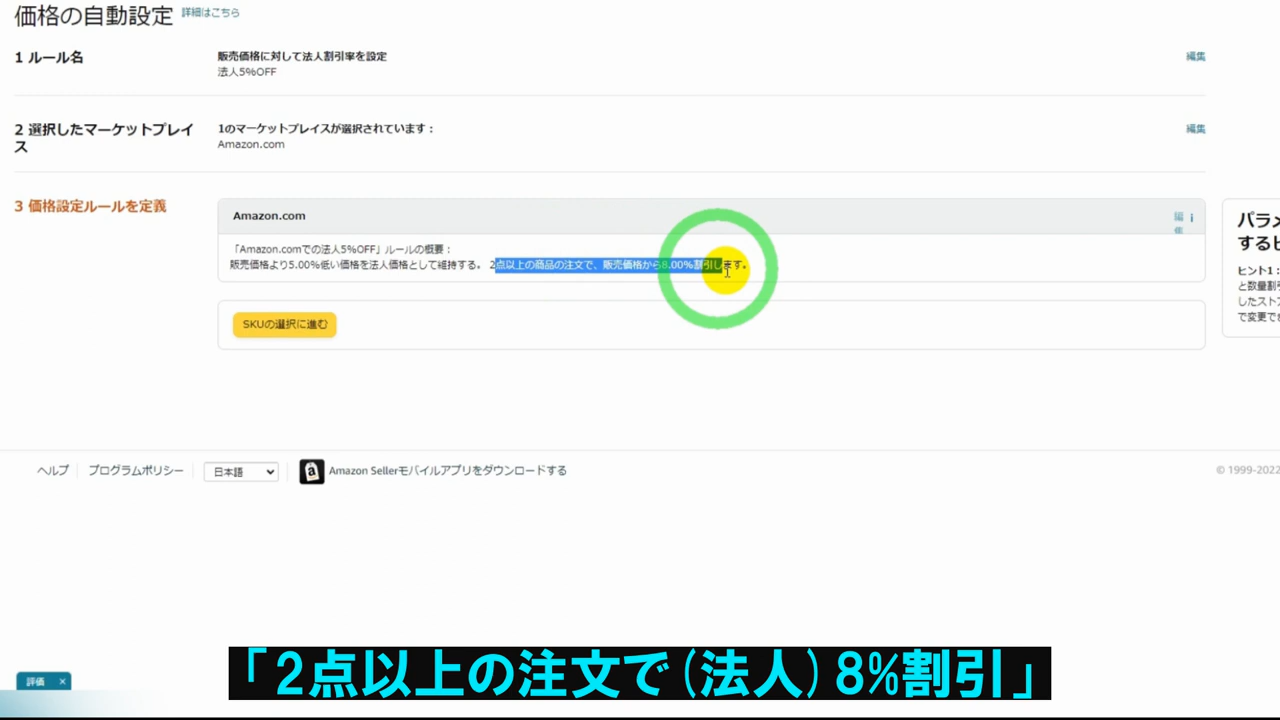 価格の自動設定 詳細はこちら
1 ルール名
販売価格に対して法人割引率を設定
法人5%OFF
編集
2 選択したマーケットプレイス
1のマーケットプレイスが選択されています：
Amazon.com
編集
3 価格設定ルールを定義
Amazon.com
編集
「Amazon.comでの法人5%OFF」ルールの概要：
販売価格より5.00%低い価格を法人価格として維持する。 2点以上の商品の注文で、販売価格から8.00%割引します。
SKUの選択に進む
パラメ
するヒ
ヒント1：
と数量割引
したスト
で変更でき
ヘルプ
プログラムポリシー
日本語
Amazon Sellerモバイルアプリをダウンロードする
© 1999-2022
評価 ×
「2点以上の注文で(法人)8%割引」